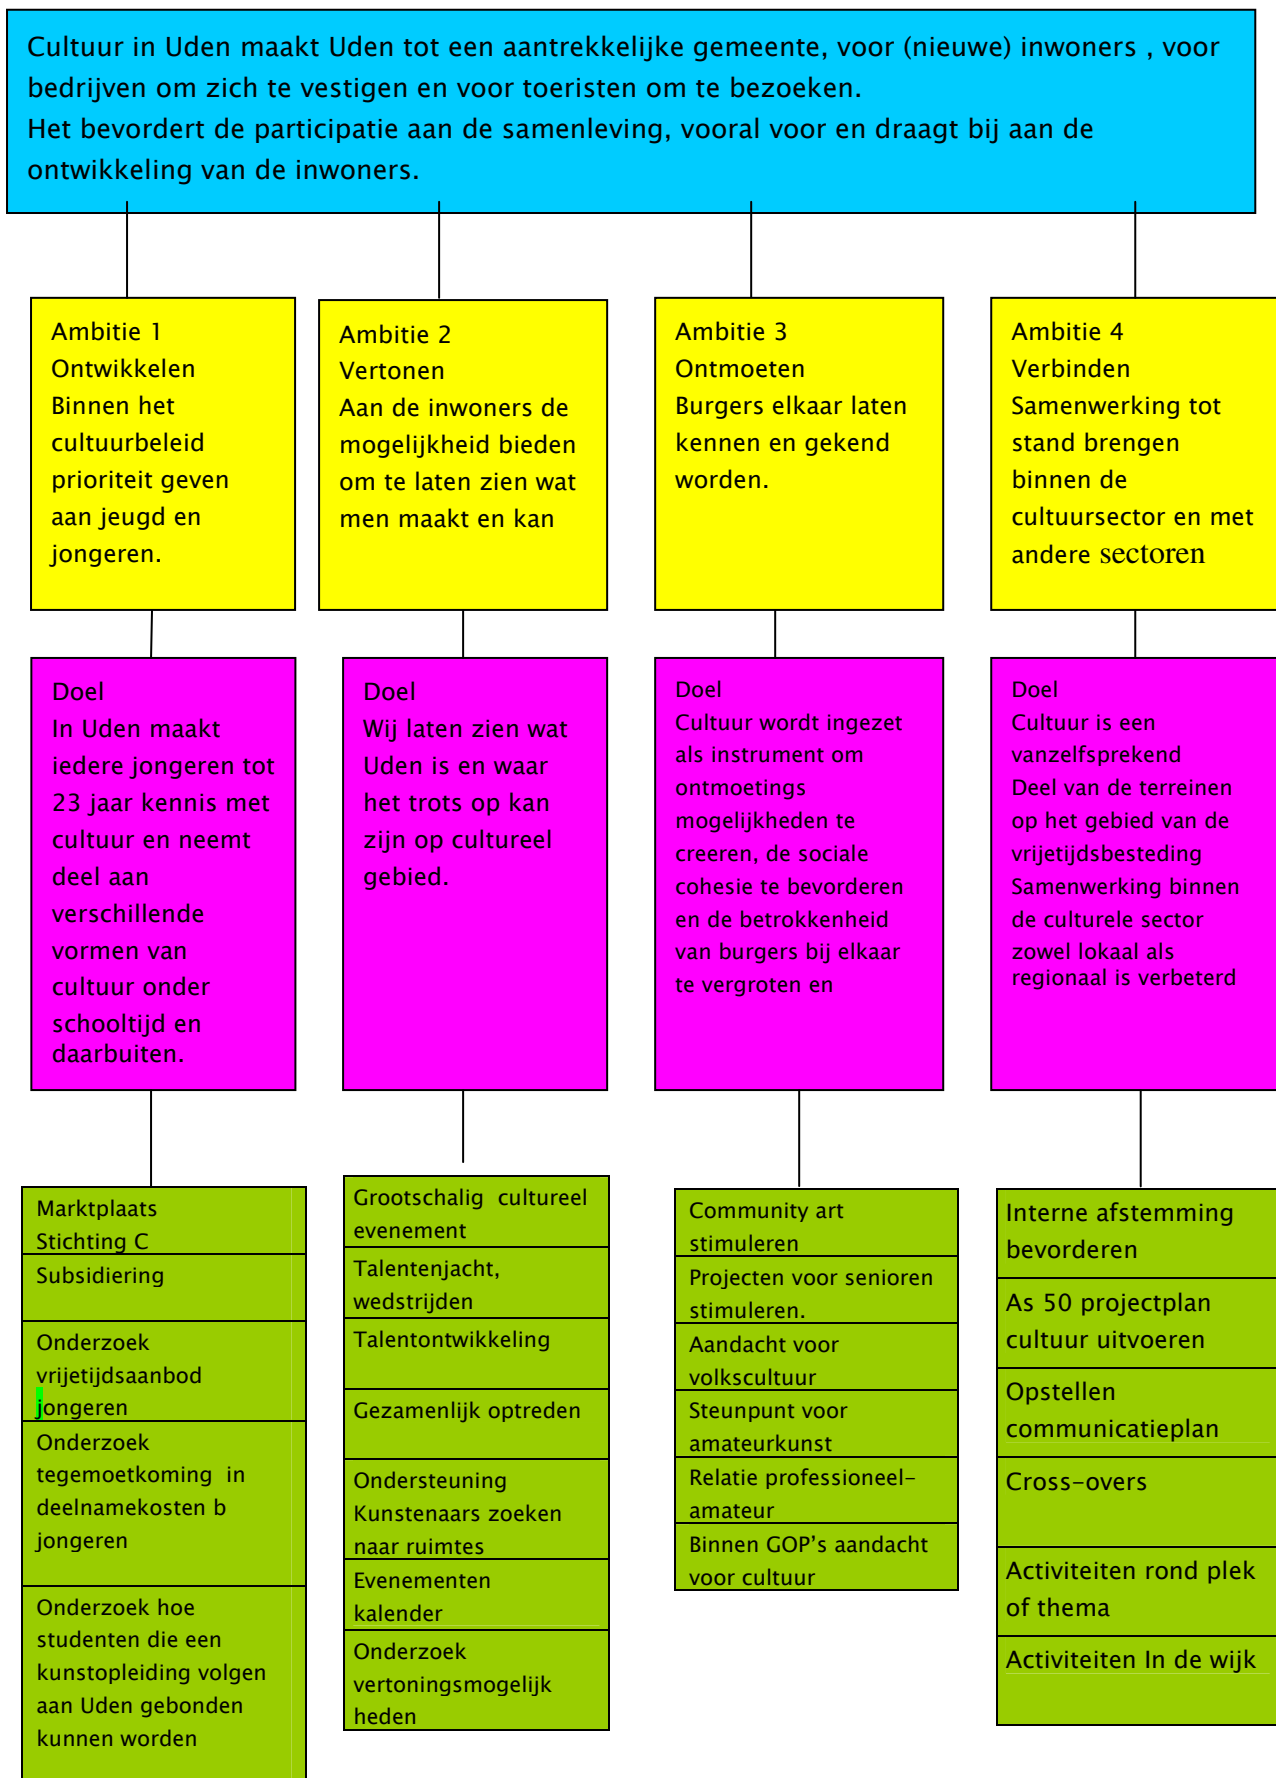 Cultuur in Uden maakt Uden tot een aantrekkelijke gemeente, voor (nieuwe) inwoners , voor
bedrijven om zich te vestigen en voor toeristen om te bezoeken.
Het bevordert de participatie aan de samenleving, vooral voor en draagt bij aan de
ontwikkeling van de inwoners.
Ambitie 1
Ontwikkelen
Binnen het
cultuurbeleid
prioriteit geven
aan jeugd en
jongeren.
Ambitie 2
Vertonen
Aan de inwoners de
mogelijkheid bieden
om te laten zien wat
men maakt en kan
Ambitie 3
Ontmoeten
Burgers elkaar laten
kennen en gekend
worden.
Ambitie 4
Verbinden
Samenwerking tot
stand brengen
binnen de
cultuursector en met
andere sectoren
Doel
In Uden maakt
iedere jongeren tot
23 jaar kennis met
cultuur en neemt
deel aan
verschillende
vormen van
cultuur onder
schooltijd en
daarbuiten.
Doel
Wij laten zien wat
Uden is en waar
het trots op kan
zijn op cultureel
gebied.
Doel
Cultuur wordt ingezet
als instrument om
ontmoetings
mogelijkheden te
creeren, de sociale
cohesie te bevorderen
en de betrokkenheid
van burgers bij elkaar
te vergroten en
Doel
Cultuur is een
vanzelfsprekend
Deel van de terreinen
op het gebied van de
vrijetijdsbesteding
Samenwerking binnen
de culturele sector
zowel lokaal als
regionaal is verbeterd
Marktplaats
Stichting C
Subsidiering
Onderzoek
vrijetijdsaanbod
jongeren
Onderzoek
tegemoetkoming  in
deelnamekosten b
jongeren
Onderzoek hoe
studenten die een
kunstopleiding volgen
aan Uden gebonden
kunnen worden
Grootschalig  cultureel
evenement
Talentenjacht,
wedstrijden
Talentontwikkeling
Gezamenlijk optreden
Ondersteuning
Kunstenaars zoeken
naar ruimtes
Evenementen
kalender
Onderzoek
vertoningsmogelijk
heden
Community art
stimuleren
Projecten voor senioren
stimuleren.
Aandacht voor
volkscultuur
Steunpunt voor
amateurkunst
Relatie professioneel-
amateur
Binnen GOP's aandacht
voor cultuur
Interne afstemming
bevorderen
As 50 projectplan
cultuur uitvoeren
Opstellen
communicatieplan
Cross-overs
Activiteiten rond plek
of thema
Activiteiten In de wijk